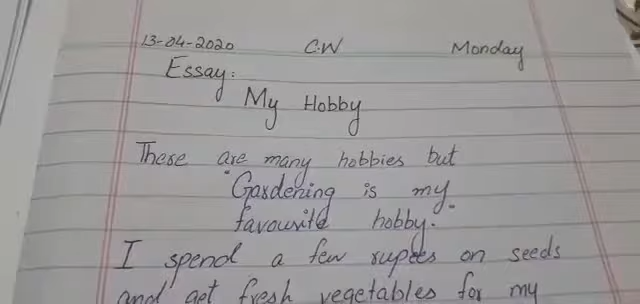 13-04-2020 C.W Monday
Essay:
My Hobby
These are many hobbies but
"Gardening is my
favourite hobby."
I spend a few rupees on seeds
and get fresh vegetables for my